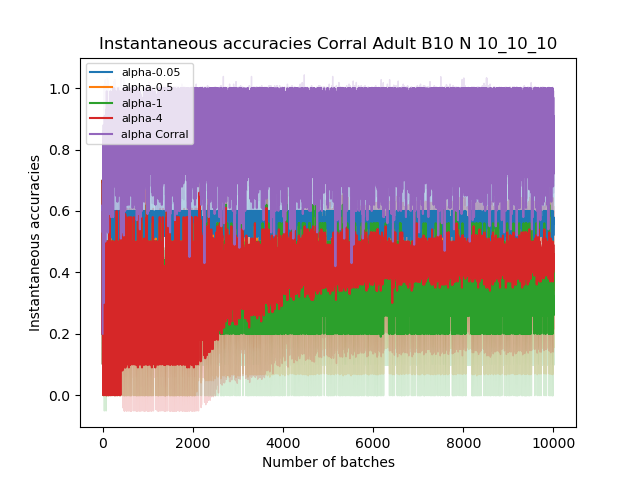 Instantaneous accuracies Corral Adult B10 N 10_10_10
alpha-0.05
alpha-0.5
alpha-1
alpha-4
alpha Corral
Instantaneous accuracies
1.0
0.8
0.6
0.4
0.2
0.0
0 2000 4000 6000 8000 10000
Number of batches